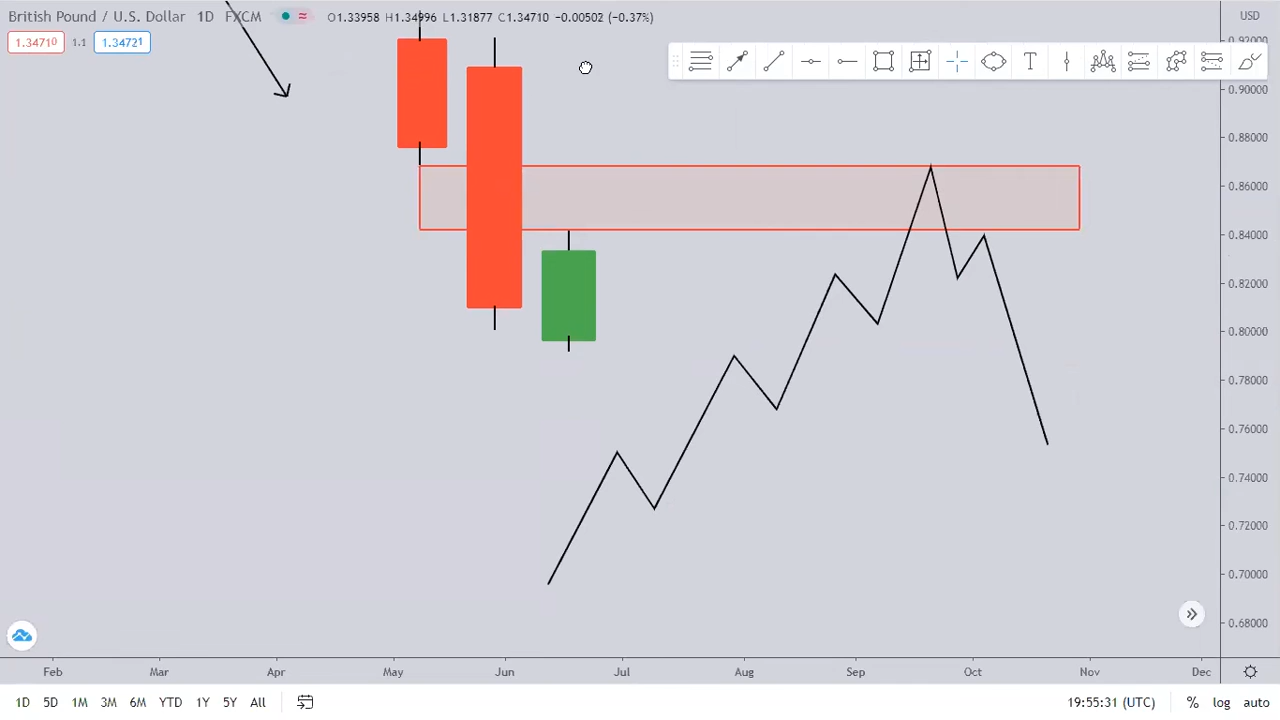 British Pound / U.S. Dollar 1D FXCM O1.33958 H1.34996 L1.31877 C1.34710 -0.00502 (-0.37%)
USD
1.34710 1.1 1.34721
0.92000
T
0.90000
0.88000
0.86000
0.84000
0.82000
0.80000
0.78000
0.76000
0.74000
0.72000
0.70000
0.68000
Feb Mar Apr May Jun Jul Aug Sep Oct Nov Dec
1D 5D 1M 3M 6M YTD 1Y 5Y All 19:55:31 (UTC) % log auto